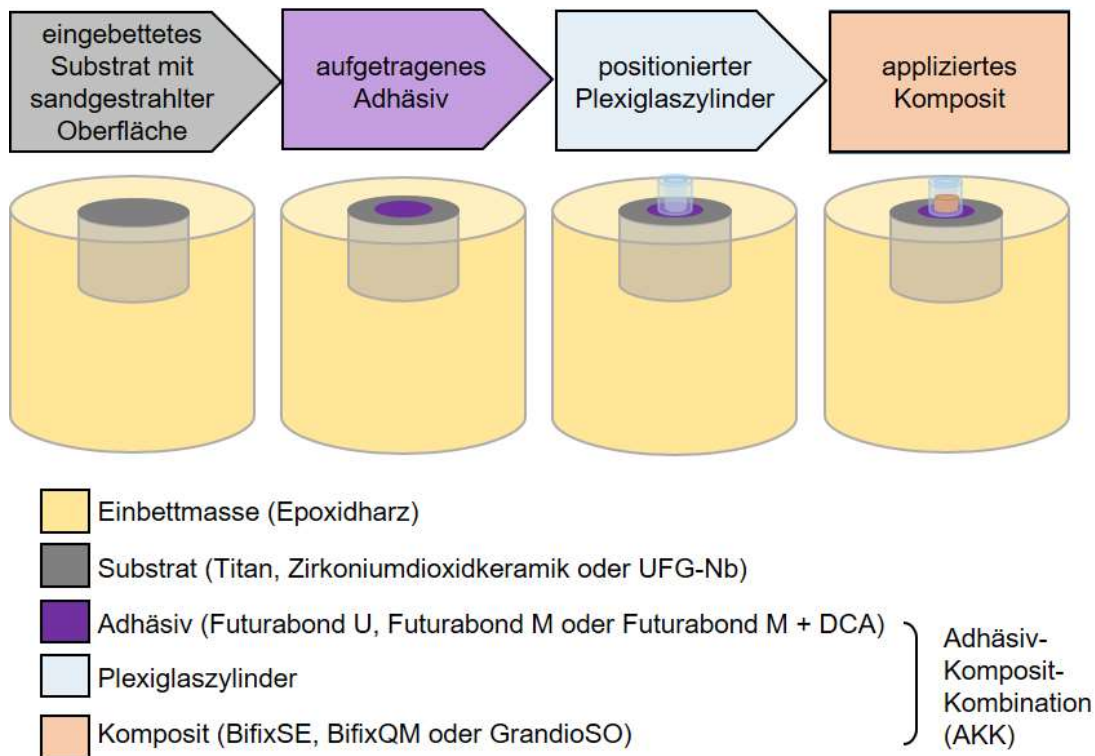 eingebettetes
Substrat mit
sandgestrahlter
Oberfläche
aufgetragenes
Adhäsiv
positionierter
Plexiglaszylinder
appliziertes
Komposit
Einbettmasse (Epoxidharz)
Substrat (Titan, Zirkoniumdioxidkeramik oder UFG-Nb)
Adhäsiv (Futurabond U, Futurabond M oder Futurabond M + DCA)
Plexiglaszylinder
Komposit (BifixSE, BifixQM oder GrandioSO)
Adhäsiv-
Komposit-
Kombination
(AKK)